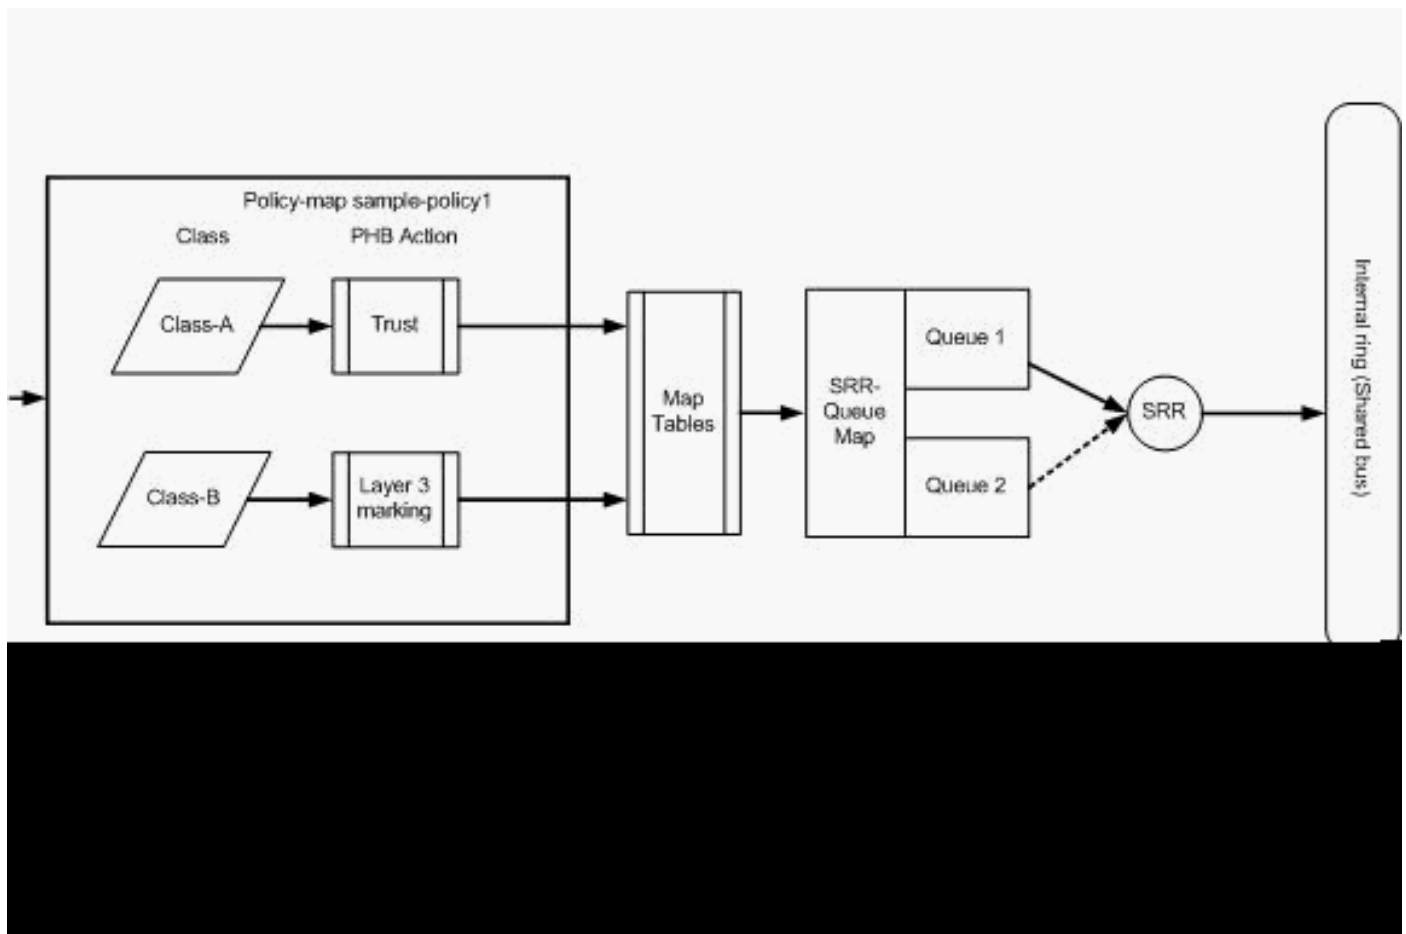 Policy-map sample-policy1
Class
PHB Action
Class-A
Trust
Class-B
Layer 3
marking
Map
Tables
SRR-
Queue
Map
Queue 1
Queue 2
SRR
Internal ring (Shared bus)